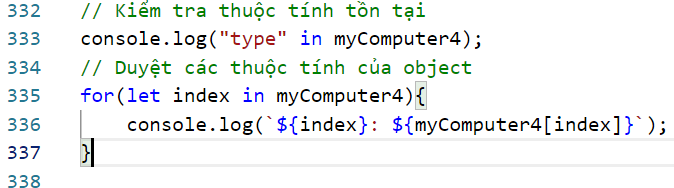 332 // Kiểm tra thuộc tính tồn tại
333 console.log("type" in myComputer4);
334 // Duyệt các thuộc tính của object
335 for(let index in myComputer4){
336     console.log(`${index}: ${myComputer4[index]}`);
337 }
338